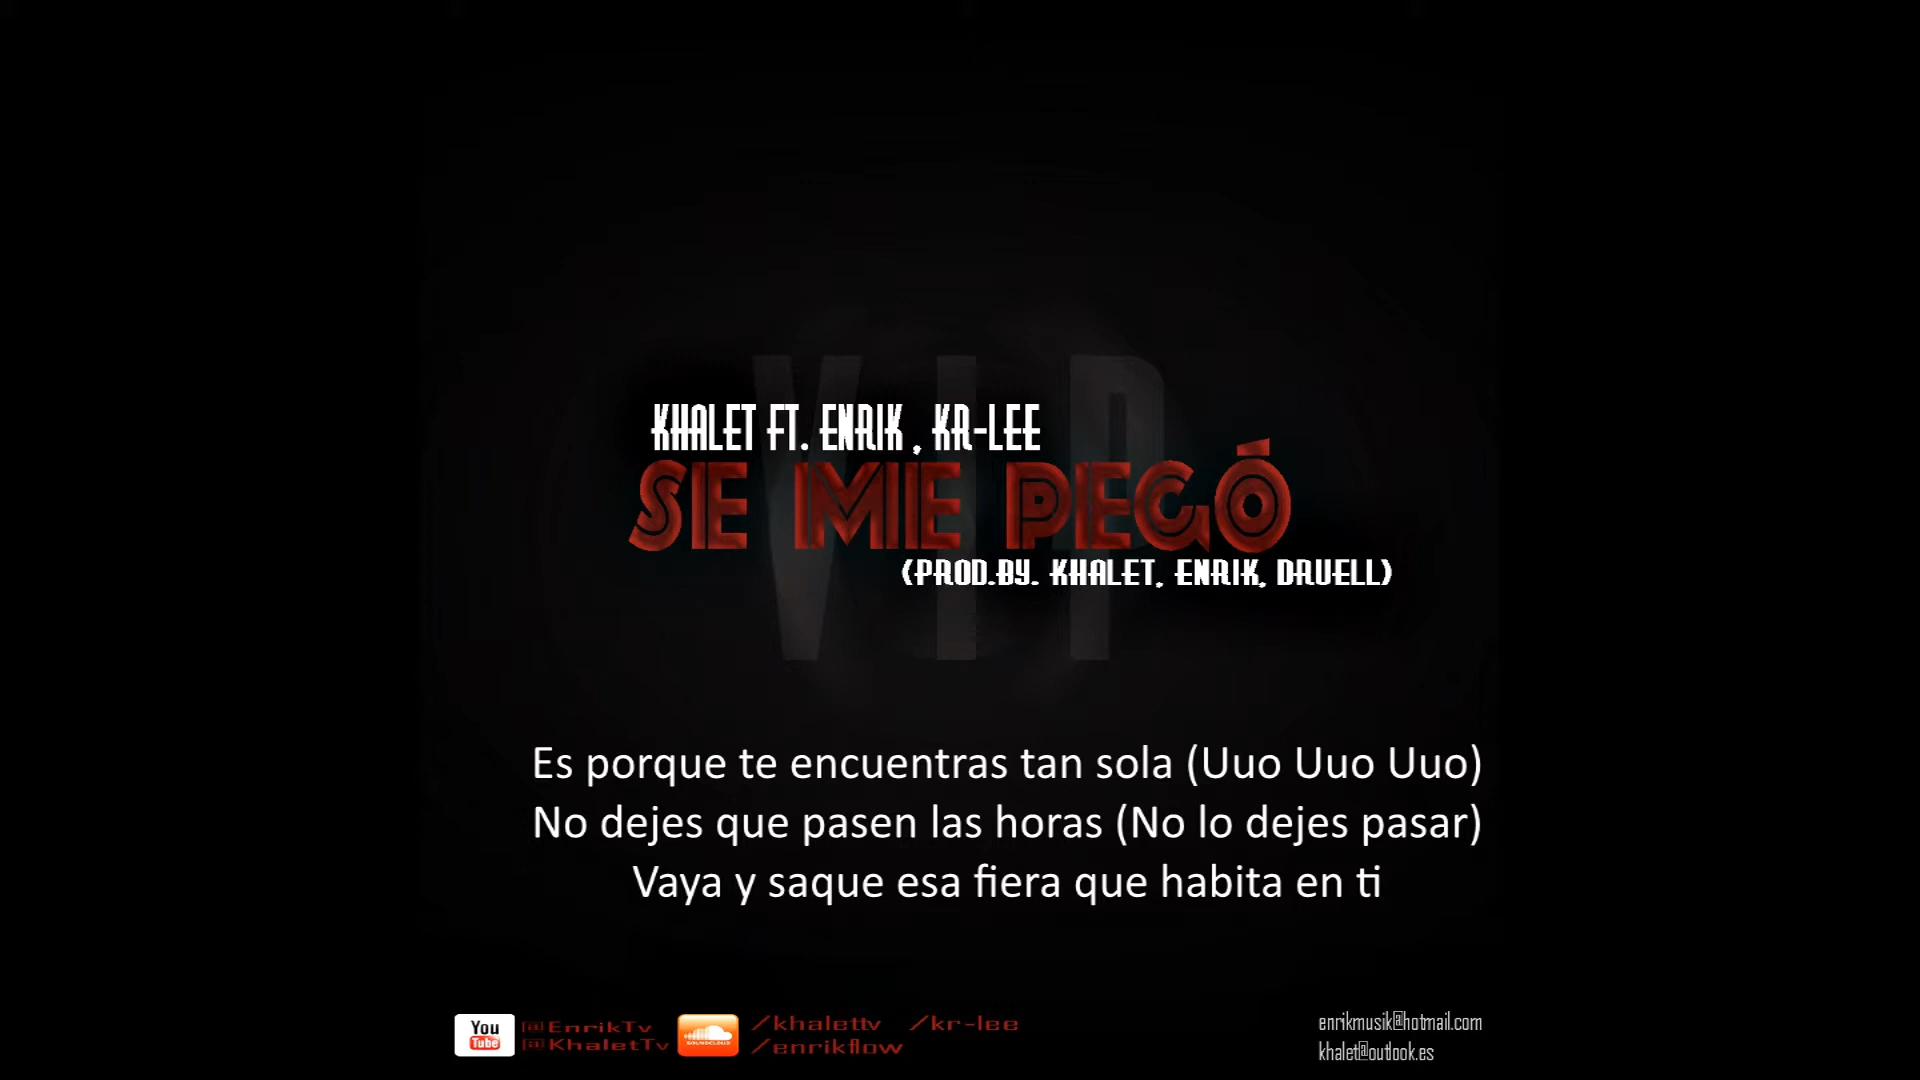 VIP
KHALET FT. ENRIK , KR-LEE
SE ME PEGÓ
(PROD.BY. KHALET, ENRIK, DRUELL)
Es porque te encuentras tan sola (Uuo Uuo Uuo)
No dejes que pasen las horas (No lo dejes pasar)
Vaya y saque esa fiera que habita en ti
You
Tube
@EnrikTv
@KhaletTv
SOUNDCLOUD
/khalettv /kr-lee
/enrikflow
enrikmusik@hotmail.com
khalet@outlook.es